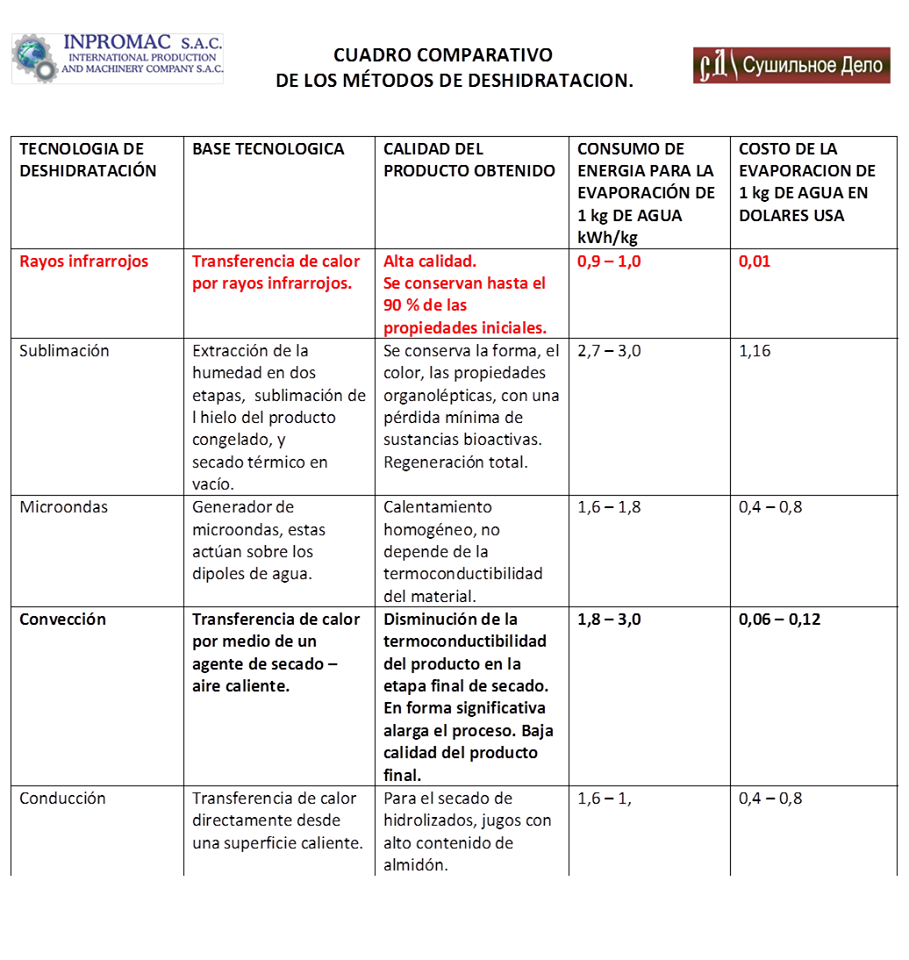 INPROMAC S.A.C.
INTERNATIONAL PRODUCTION
AND MACHINERY COMPANY S.A.C.
CUADRO COMPARATIVO
DE LOS MÉTODOS DE DESHIDRATACION.
сд\ Сушильное Дело
TECNOLOGIA DE
DESHIDRATACIÓN
BASE TECNOLOGICA
CALIDAD DEL
PRODUCTO OBTENIDO
CONSUMO DE
ENERGIA PARA LA
EVAPORACIÓN DE
1 kg DE AGUA
kWh/kg
COSTO DE LA
EVAPORACION DE
1 kg DE AGUA EN
DOLARES USA
Rayos infrarrojos
Transferencia de calor
por rayos infrarrojos.
Alta calidad.
Se conservan hasta el
90 % de las
propiedades iniciales.
0,9 – 1,0
0,01
Sublimación
Extracción de la
humedad en dos
etapas, sublimación de
l hielo del producto
congelado, y
secado térmico en
vacío.
Se conserva la forma, el
color, las propiedades
organolépticas, con una
pérdida mínima de
sustancias bioactivas.
Regeneración total.
2,7 – 3,0
1,16
Microondas
Generador de
microondas, estas
actúan sobre los
dipoles de agua.
Calentamiento
homogéneo, no
depende de la
termoconductibilidad
del material.
1,6 – 1,8
0,4 – 0,8
Convección
Transferencia de calor
por medio de un
agente de secado –
aire caliente.
Disminución de la
termoconductibilidad
del producto en la
etapa final de secado.
En forma significativa
alarga el proceso. Baja
calidad del producto
final.
1,8 – 3,0
0,06 – 0,12
Conducción
Transferencia de calor
directamente desde
una superficie caliente.
Para el secado de
hidrolizados, jugos con
alto contenido de
almidón.
1,6 – 1,
0,4 – 0,8